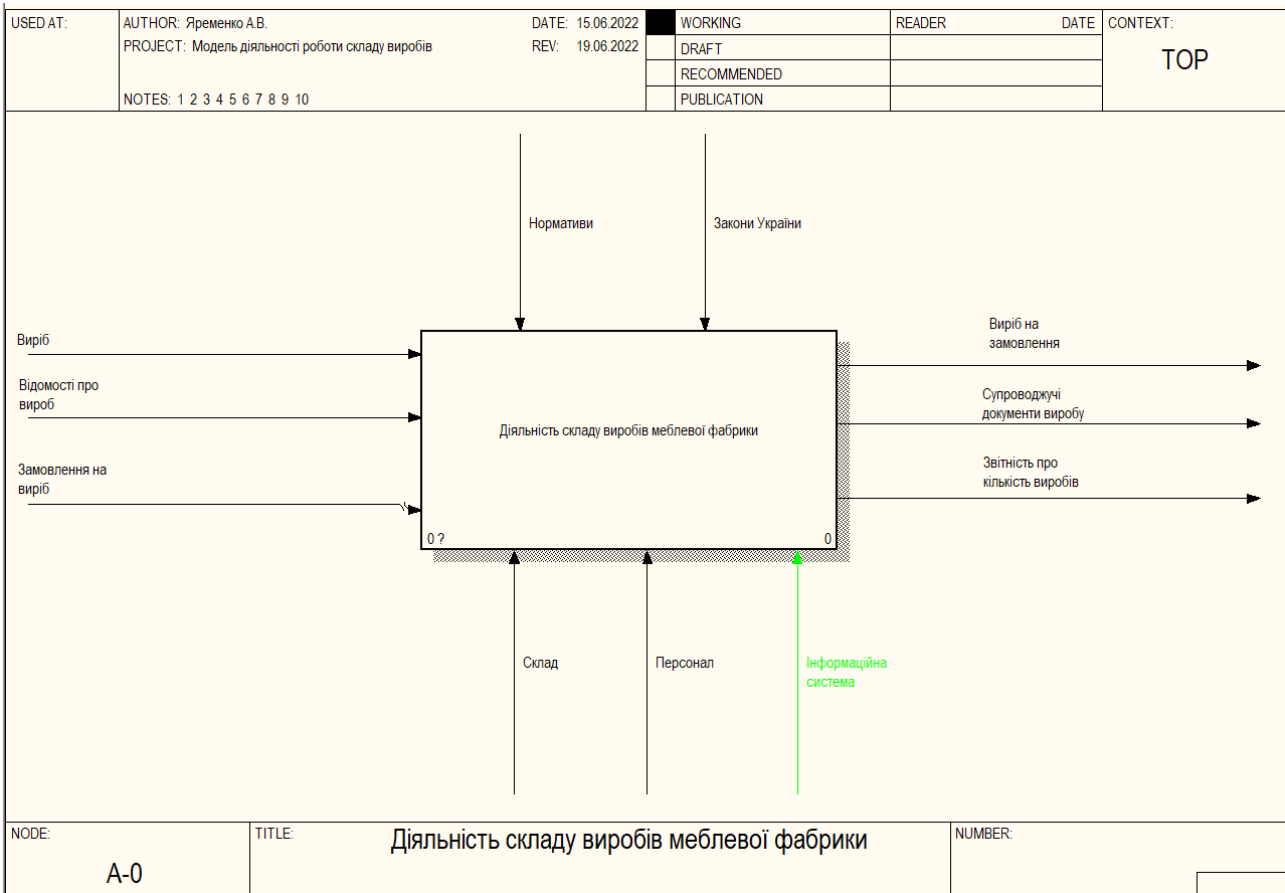 USED AT:
AUTHOR: Яременко А.В.
DATE: 15.06.2022
WORKING
READER
DATE
CONTEXT:
PROJECT: Модель діяльності роботи складу виробів
REV: 19.06.2022
DRAFT
TOP
RECOMMENDED
NOTES: 1 2 3 4 5 6 7 8 9 10
PUBLICATION
Нормативи
Закони України
Виріб
Відомості про
вироб
Замовлення на
виріб
Діяльність складу виробів меблевої фабрики
0 ?
0
Виріб на
замовлення
Супроводжучі
документи виробу
Звітність про
кількість виробів
Склад
Персонал
Інформаційна
система
NODE:
A-0
TITLE:
Діяльність складу виробів меблевої фабрики
NUMBER: